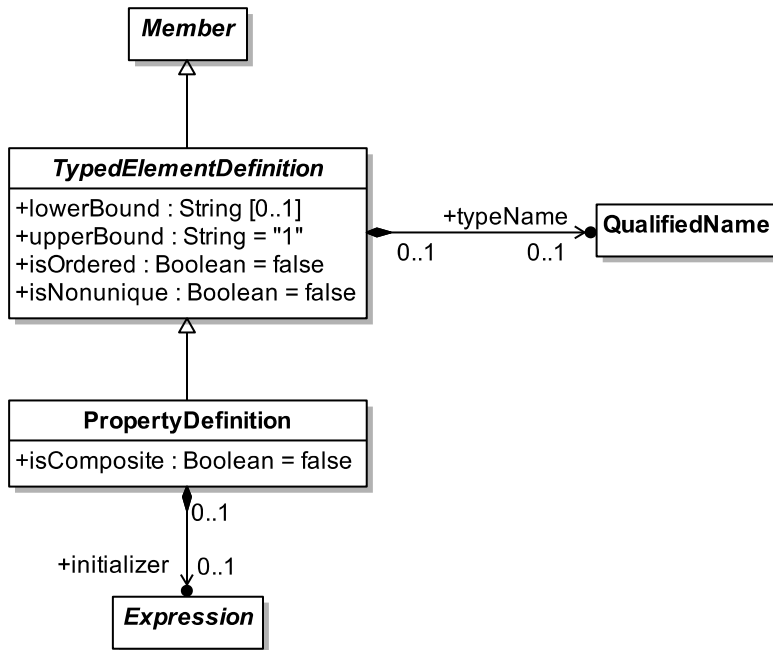 Member
TypedElementDefinition
+lowerBound : String [0..1]
+upperBound : String = "1"
+isOrdered : Boolean = false
+isNonunique : Boolean = false
+typeName
0..1
0..1
QualifiedName
PropertyDefinition
+isComposite : Boolean = false
0..1
+initializer
0..1
Expression